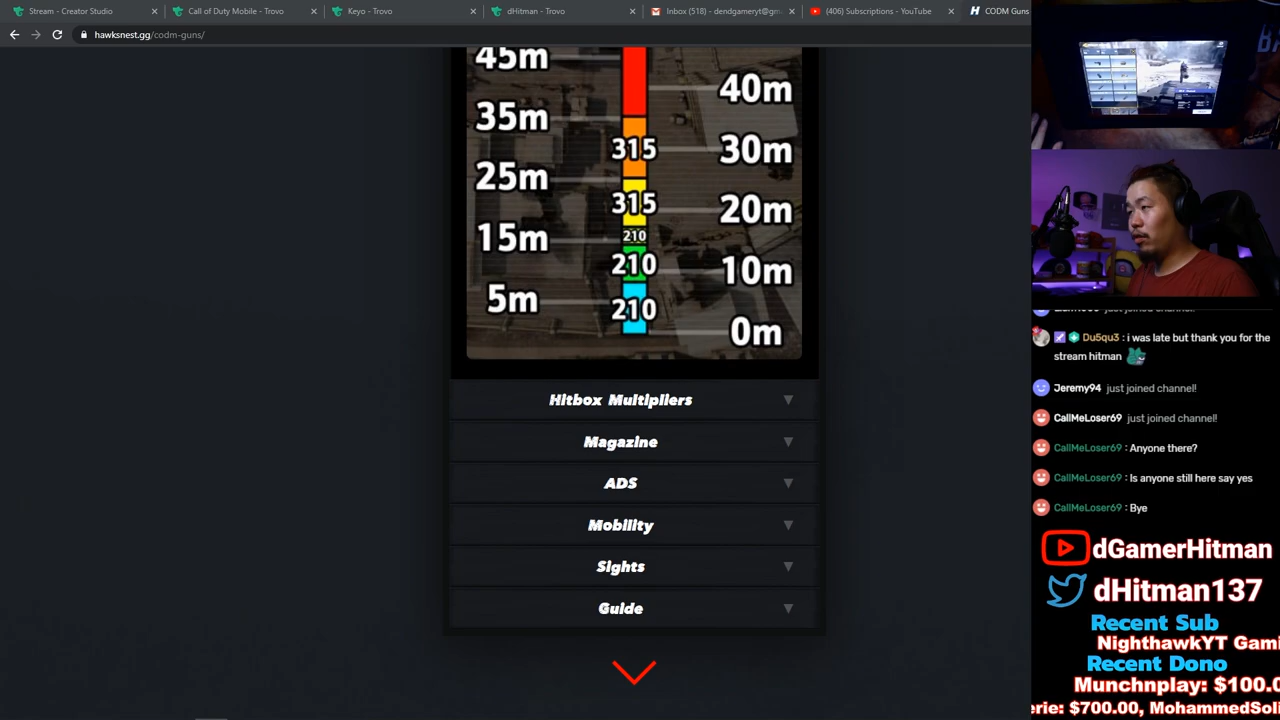 Stream - Creator Studio
Call of Duty Mobile - Trovo
Keyo - Trovo
dHitman - Trovo
Inbox (518) - dendgameryt@gm
(406) Subscriptions - YouTube
CODM Guns
hawksnest.gg/codm-guns/
45m
40m
35m
315
30m
25m
315
20m
15m
210
210
10m
5m
210
0m
Hitbox Multipliers
Magazine
ADS
Mobility
Sights
Guide
just joined channel!
Du5qu3 : i was late but thank you for the
stream hitman
Jeremy94 just joined channel!
CallMeLoser69 just joined channel!
CallMeLoser69 : Anyone there?
CallMeLoser69 : Is anyone still here say yes
CallMeLoser69 : Bye
dGamerHitman
dHitman137
Recent Sub
NighthawkYT Gami
Recent Dono
Munchnplay: $100.0
erie: $700.00, MohammedSoli